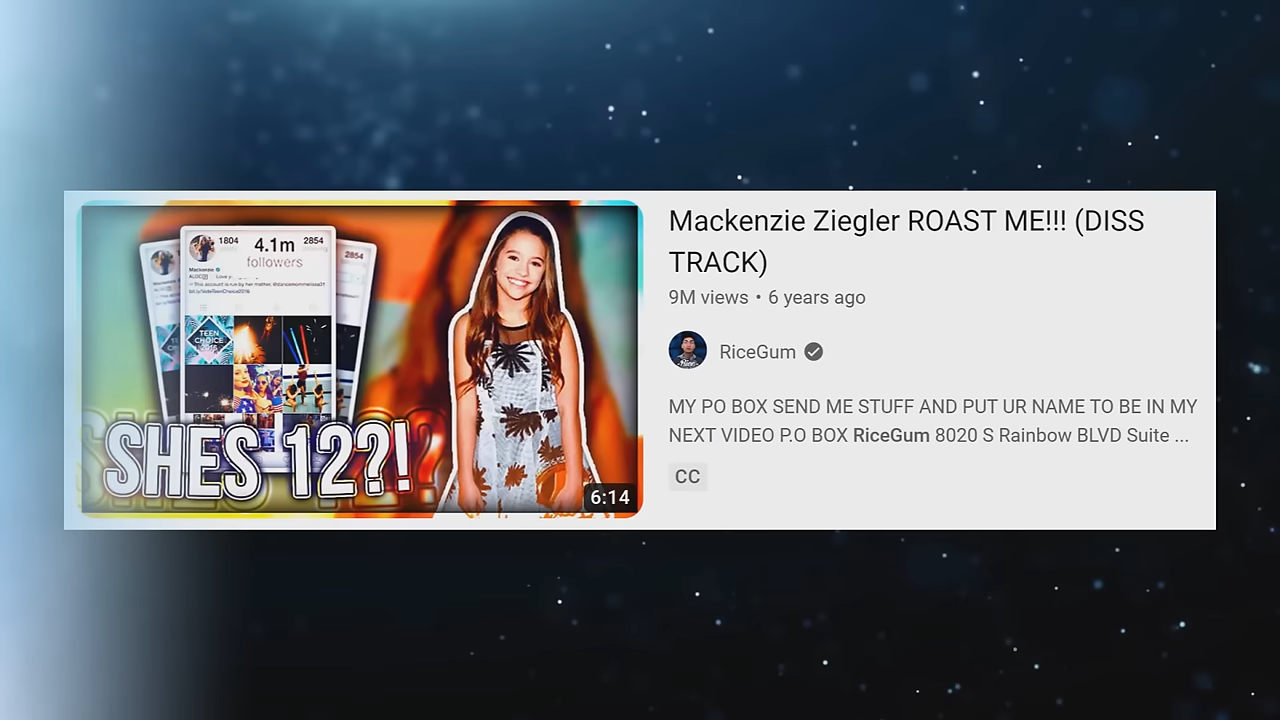 Mackenzie Ziegler ROAST ME!!! (DISS
TRACK)
9M views • 6 years ago
RiceGum
MY PO BOX SEND ME STUFF AND PUT UR NAME TO BE IN MY
NEXT VIDEO P.O BOX RiceGum 8020 S Rainbow BLVD Suite ...
CC
1804 4.1m 2854
followers
2854
Mackenzie
TEEN
CHOICE
2016
SHES 12?!
6:14